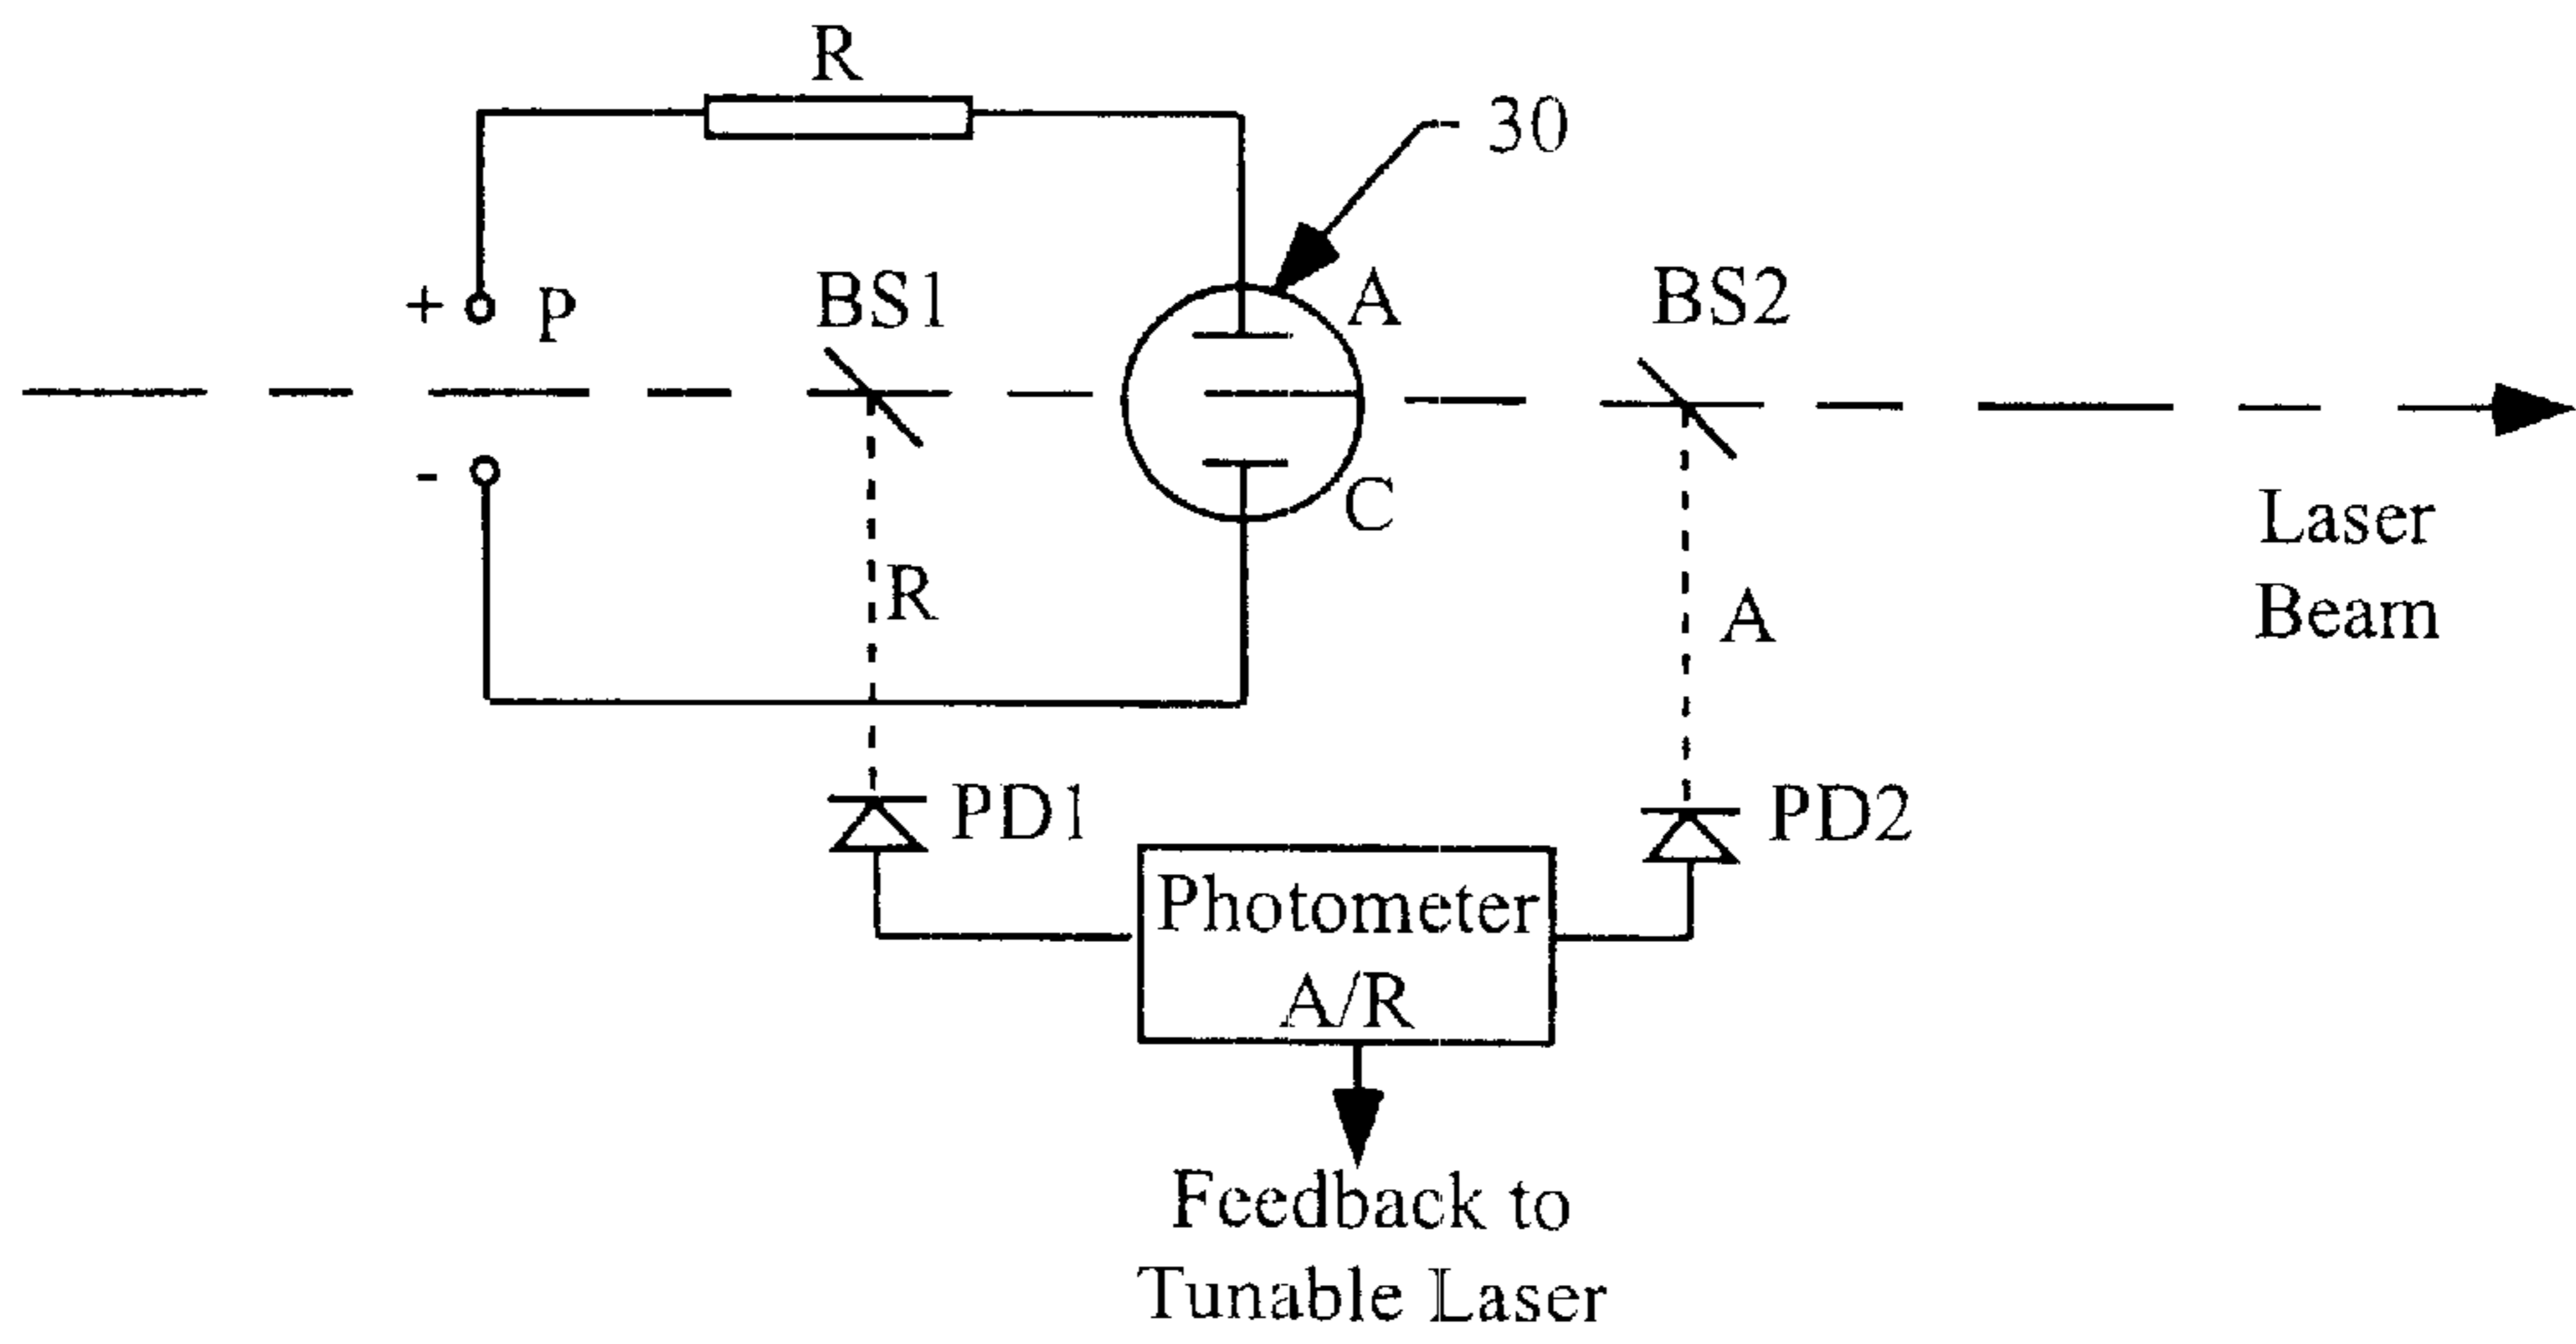 R
30
+
P
BS1
A
BS2
-
C
Laser
Beam
R
A
PD1
PD2
Photometer
A/R
Feedback to
Tunable Laser